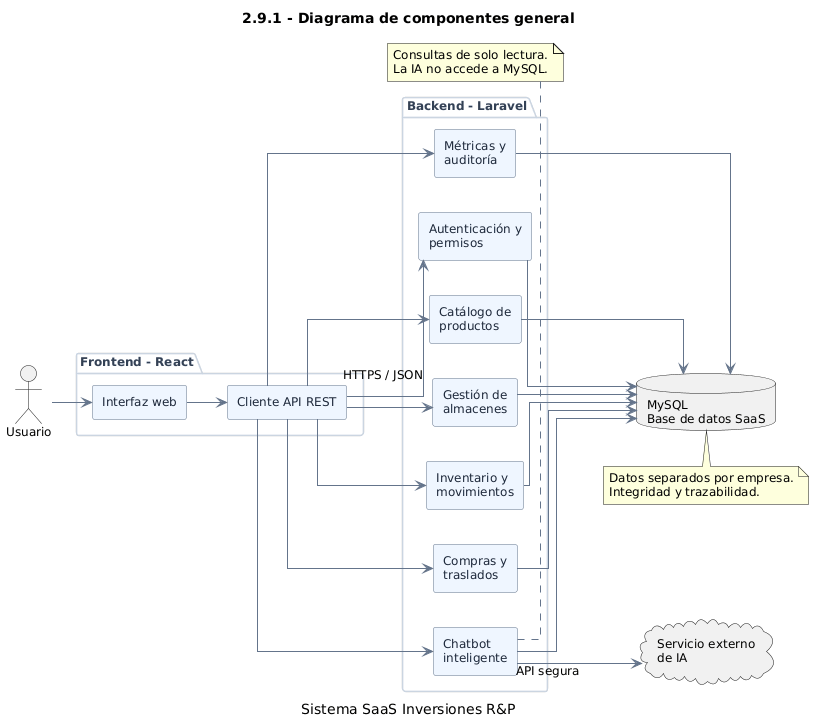 2.9.1 - Diagrama de componentes general
Consultas de solo lectura.
La IA no accede a MySQL.
Backend - Laravel
Métricas y
auditoría
Autenticación y
permisos
Catálogo de
productos
Frontend - React
HTTPS / JSON
Usuario
Interfaz web
Cliente API REST
Gestión de
almacenes
MySQL
Base de datos SaaS
Inventario y
movimientos
Datos separados por empresa.
Integridad y trazabilidad.
Compras y
traslados
Chatbot
inteligente
API segura
Servicio externo
de IA
Sistema SaaS Inversiones R&P